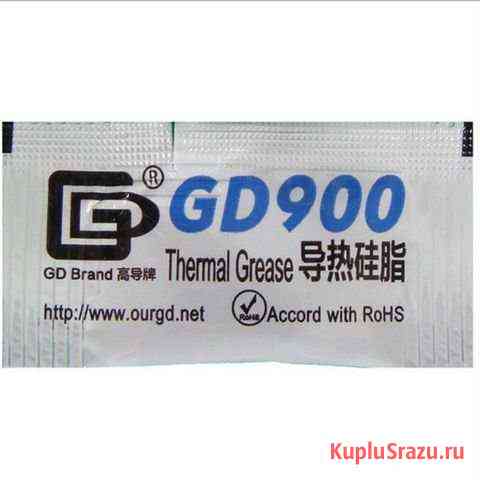 GD ® GD900
GD Brand 高导牌 Thermal Grease 导热硅脂
http://www.ourgd.net RoHS Accord with RoHS
KupluSrazu.ru